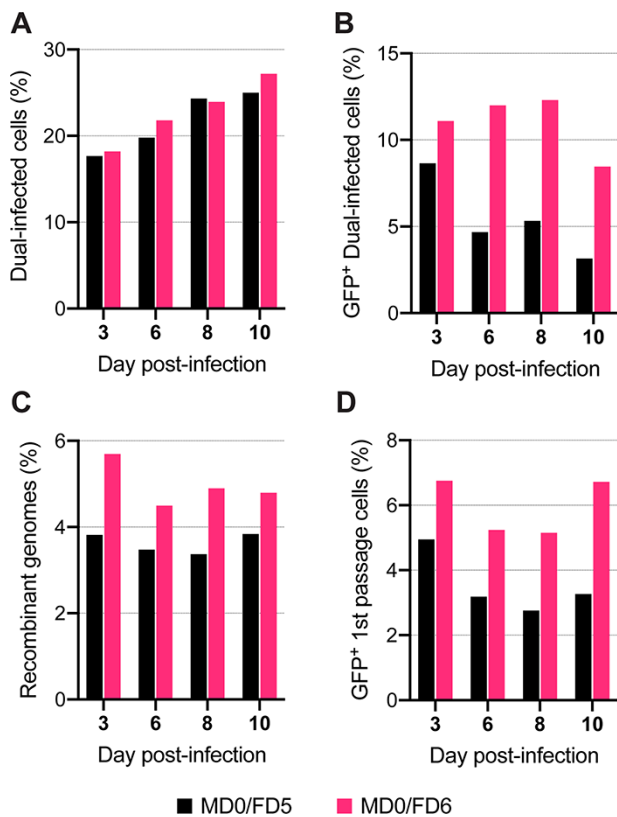 A
Dual-infected cells (%)
30
20
10
0
3 6 8 10
Day post-infection
B
GFP+ Dual-infected cells (%)
15
10
5
0
3 6 8 10
Day post-infection
C
Recombinant genomes (%)
6
4
2
0
3 6 8 10
Day post-infection
D
GFP+ 1st passage cells (%)
8
6
4
2
0
3 6 8 10
Day post-infection
MD0/FD5 MD0/FD6